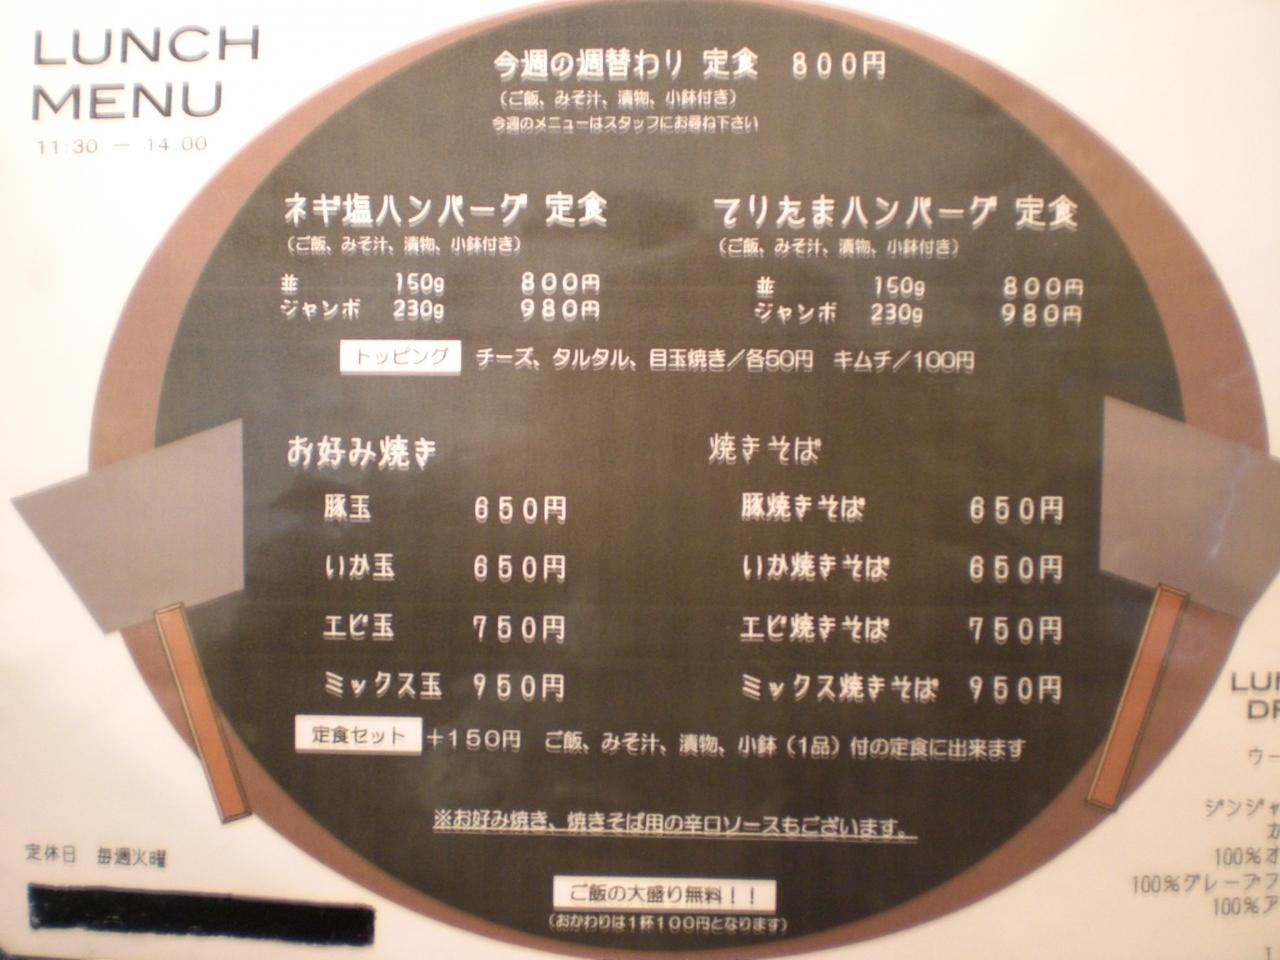 LUNCH
MENU
11:30 — 14:00
今週の週替わり 定食 800円
（ご飯、みそ汁、漬物、小鉢付き）
今週のメニューはスタッフにお尋ね下さい
ネギ塩ハンバーグ 定食
（ご飯、みそ汁、漬物、小鉢付き）
並 150g 800円
ジャンボ 230g 980円
てりたまハンバーグ 定食
（ご飯、みそ汁、漬物、小鉢付き）
並 150g 800円
ジャンボ 230g 980円
トッピング チーズ、タルタル、目玉焼き／各50円 キムチ／100円
お好み焼き
豚玉 650円
いか玉 650円
エビ玉 750円
ミックス玉 950円
焼きそば
豚焼きそば 650円
いか焼きそば 650円
エビ焼きそば 750円
ミックス焼きそば 950円
定食セット ＋150円 ご飯、みそ汁、漬物、小鉢（1品）付の定食に出来ます
※お好み焼き、焼きそば用の辛口ソースもございます。
ご飯の大盛り無料！！
（おかわりは1杯100円となります）
定休日 毎週火曜
ウー
ジンジャ
100%オ
100%グレープフ
100%ア